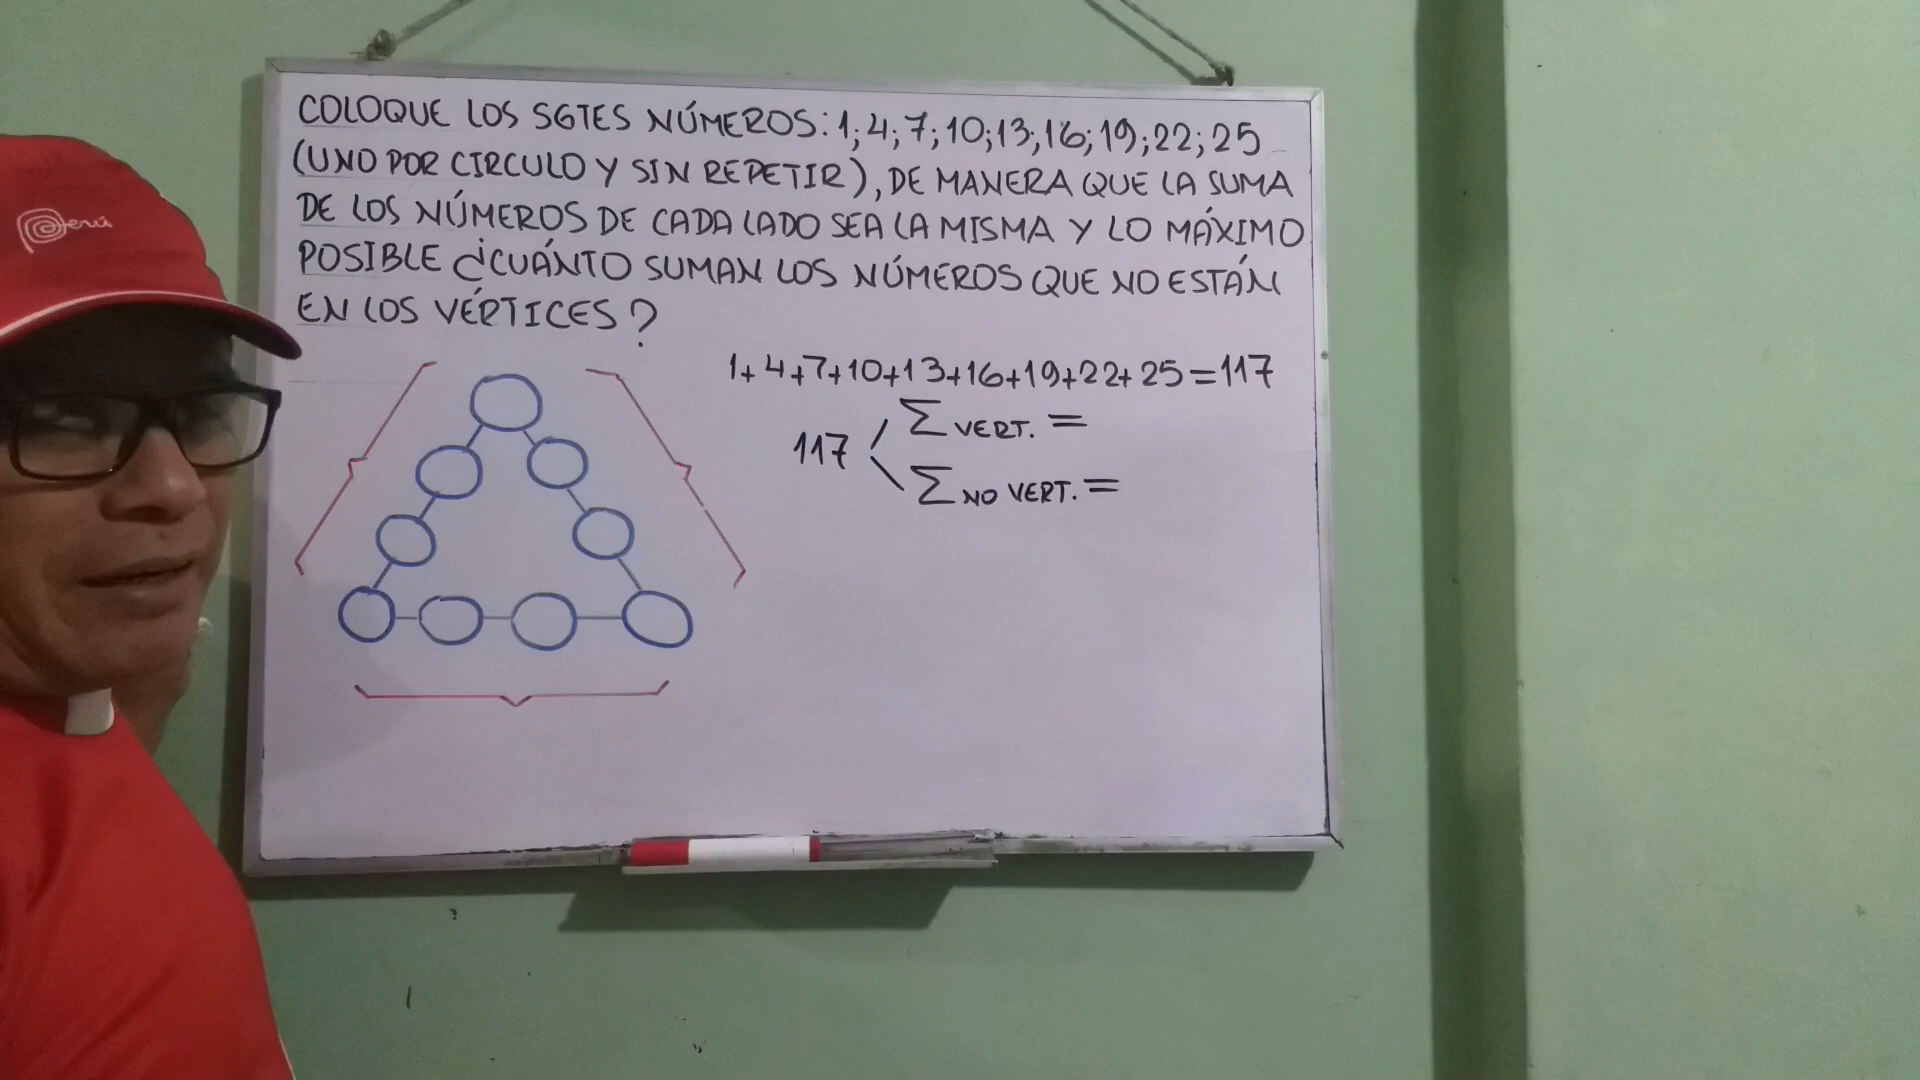 Perú
COLOQUE LOS SGTES NÚMEROS: 1; 4; 7; 10; 13; 16; 19; 22; 25
(UNO POR CIRCULO Y SIN REPETIR), DE MANERA QUE LA SUMA
DE LOS NÚMEROS DE CADA LADO SEA LA MISMA Y LO MÁXIMO
POSIBLE ¿CUÁNTO SUMAN LOS NÚMEROS QUE NO ESTÁN
EN LOS VÉRTICES?
1+4+7+10+13+16+19+22+25=117
117
Σ VERT. =
Σ NO VERT. =